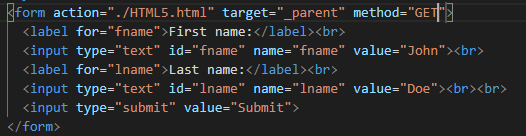 <form action="./HTML5.html" target="_parent" method="GET">
<label for="fname">First name:</label><br>
<input type="text" id="fname" name="fname" value="John"><br>
<label for="lname">Last name:</label><br>
<input type="text" id="lname" name="lname" value="Doe"><br><br>
<input type="submit" value="Submit">
</form>